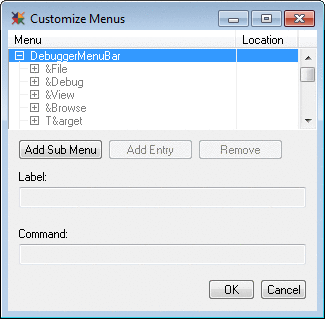 Customize Menus
Menu Location
DebuggerMenuBar
&File
&Debug
&View
&Browse
T&arget
Add Sub Menu Add Entry Remove
Label:
Command:
OK Cancel